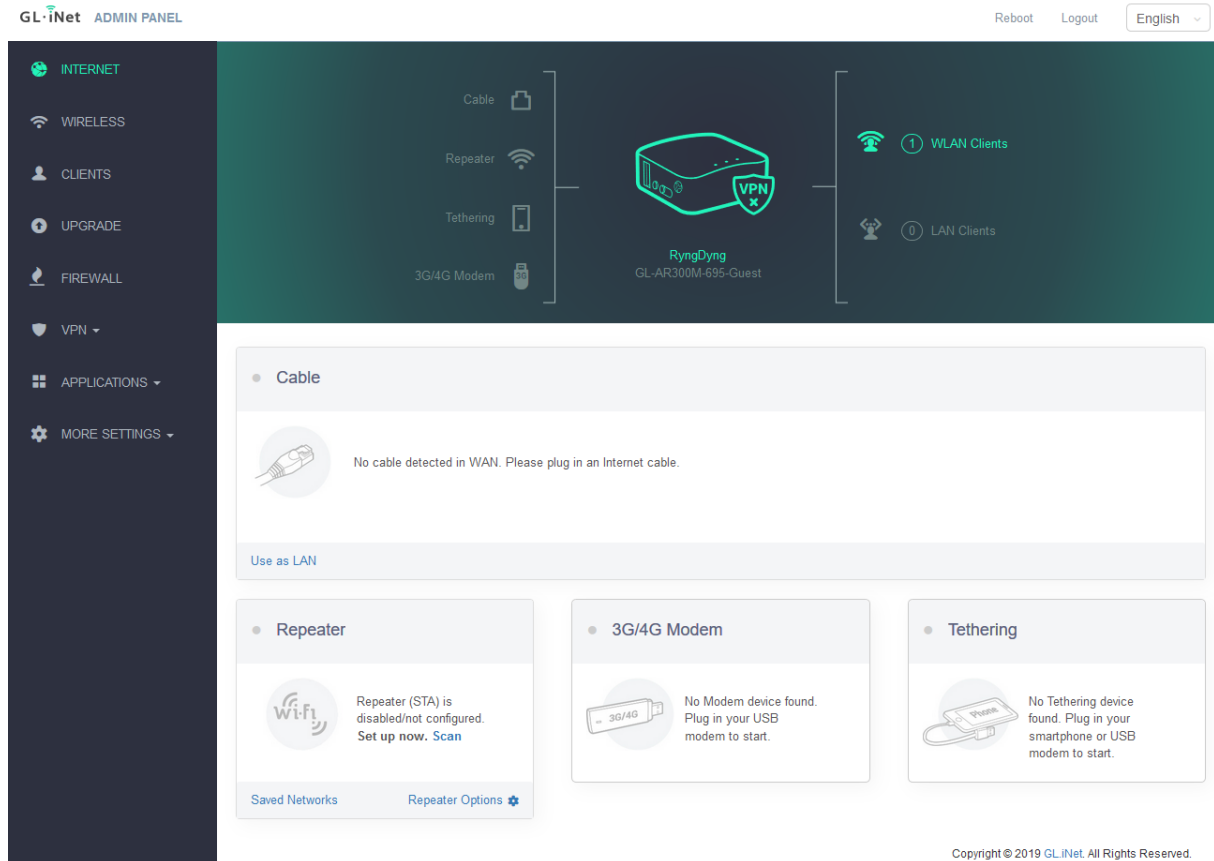 GL·iNet ADMIN PANEL
Reboot Logout English
INTERNET
WIRELESS
CLIENTS
UPGRADE
FIREWALL
VPN
APPLICATIONS
MORE SETTINGS
Cable
Repeater
Tethering
3G/4G Modem
3G
VPN
x
RyngDyng
GL-AR300M-695-Guest
1 WLAN Clients
0 LAN Clients
Cable
No cable detected in WAN. Please plug in an Internet cable.
Use as LAN
Repeater
Wi-Fi
Repeater (STA) is
disabled/not configured.
Set up now. Scan
Saved Networks Repeater Options
3G/4G Modem
3G/4G
No Modem device found.
Plug in your USB
modem to start.
Tethering
Phone
No Tethering device
found. Plug in your
smartphone or USB
modem to start.
Copyright © 2019 GL.iNet. All Rights Reserved.